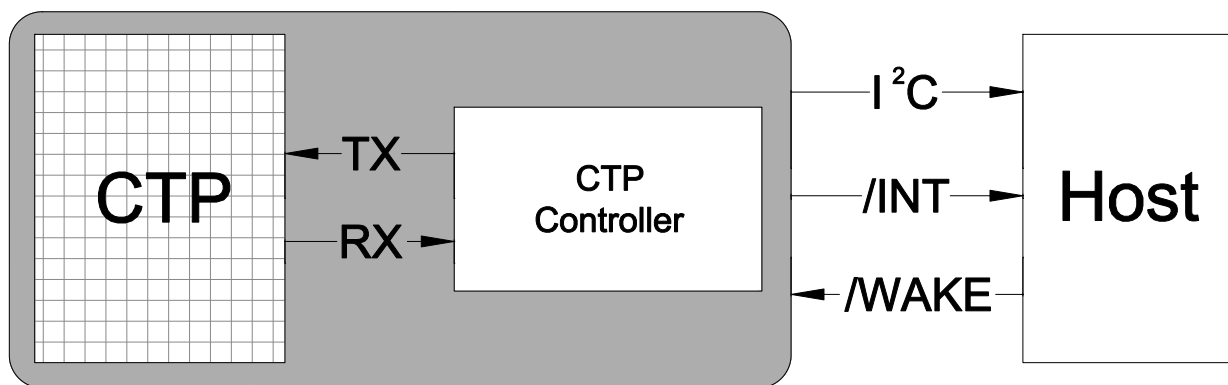 CTP
TX
RX
CTP
Controller
I²C
/INT
/WAKE
Host